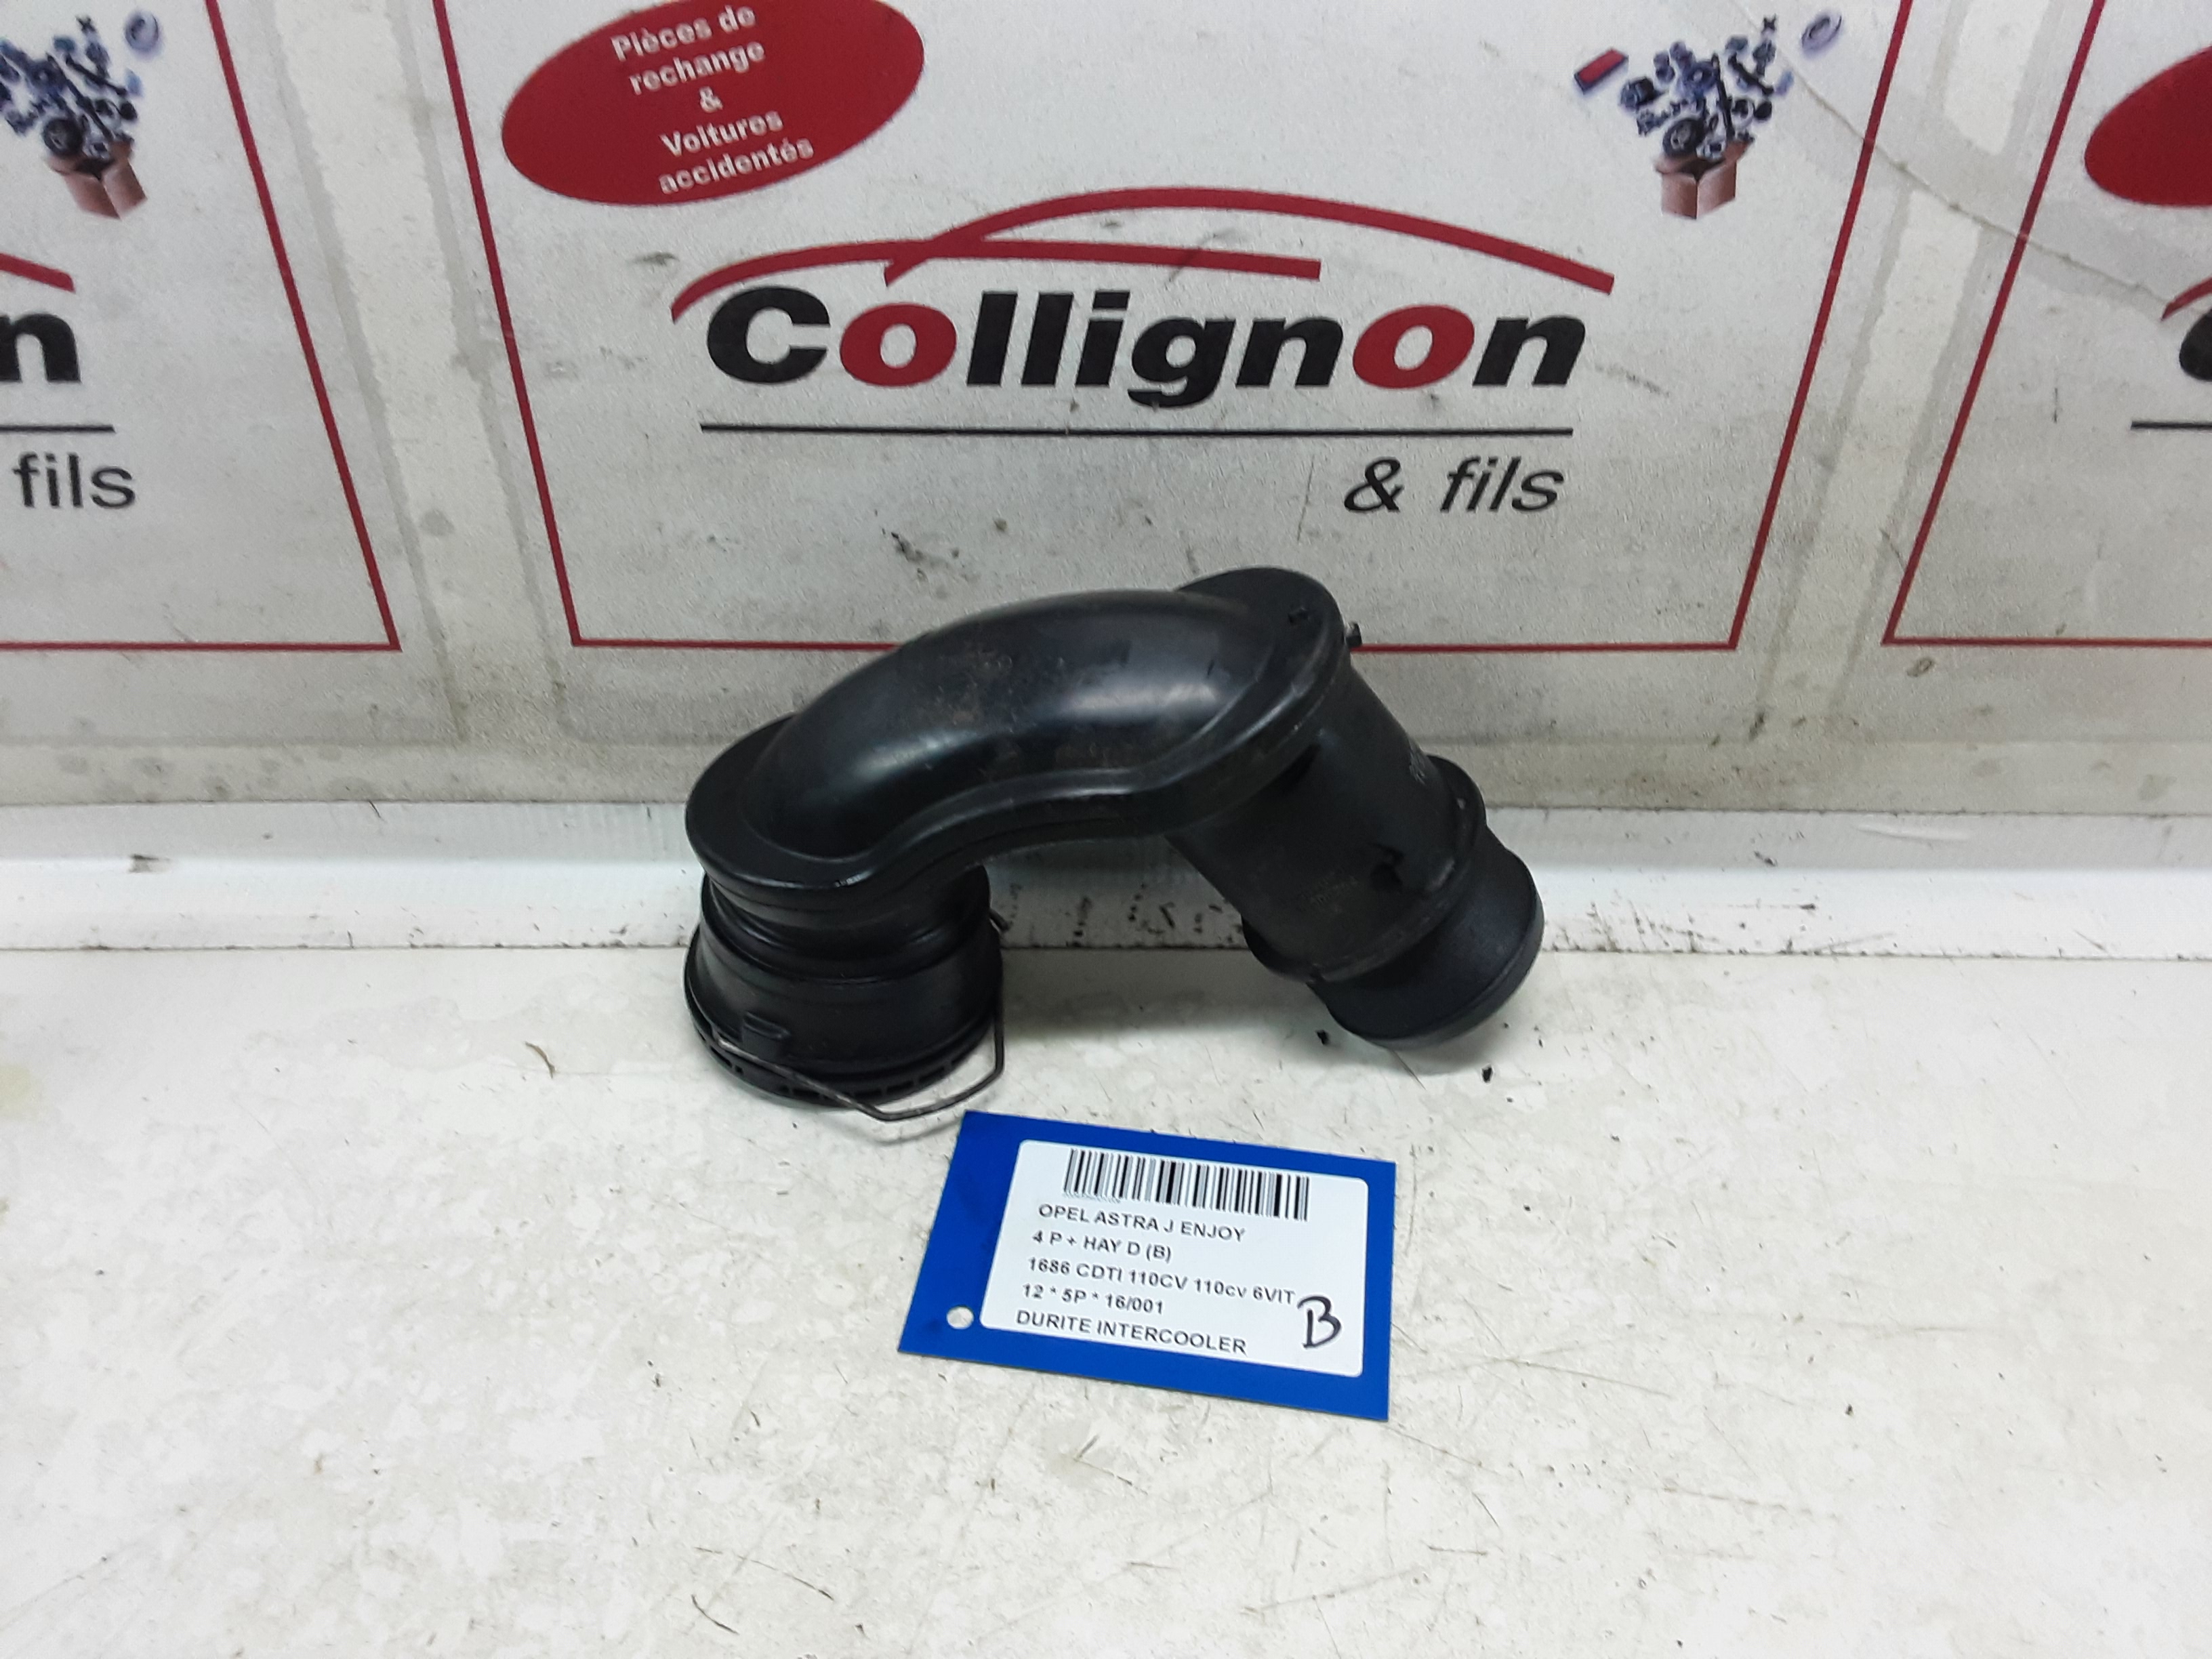 Pièces de
rechange
&
Voitures
accidentés
Collignon
& fils
n
fils
OPEL ASTRA J ENJOY
4 P + HAY D (B)
1686 CDTI 110CV 110cv 6VIT
12 * 5P * 16/001
DURITE INTERCOOLER
B